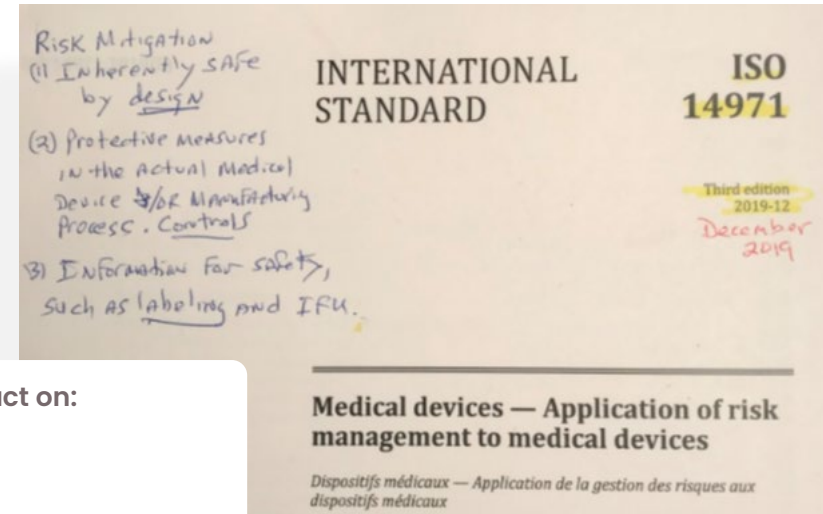 Risk Mitigation
(1) Inherently safe
by design
(2) Protective measures
in the Actual Medical
Device &/or Manufacturing
Process. Controls
3) Information for safety,
such as labeling and IFU.
INTERNATIONAL
STANDARD
ISO
14971
Third edition
2019-12
December
2019
Medical devices — Application of risk
management to medical devices
Dispositifs médicaux — Application de la gestion des risques aux
dispositifs médicaux
act on: